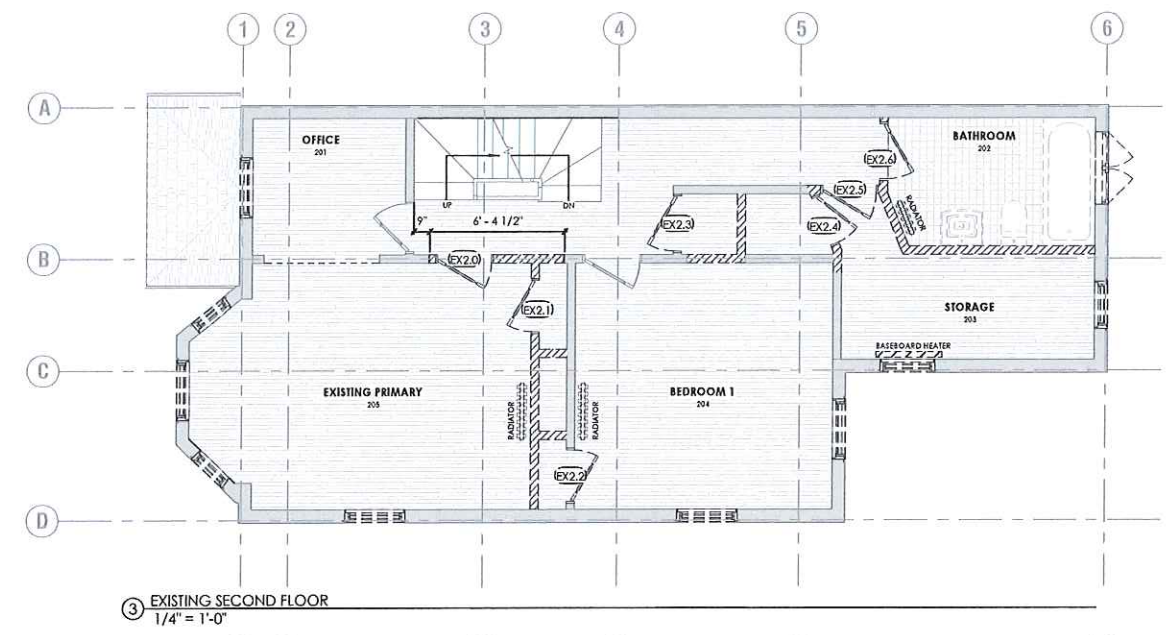 1 2 3 4 5 6
A
OFFICE
201
BATHROOM
202
EX2.6
EX2.5
RADIATOR
UP
DN
9"
6' - 4 1/2"
EX2.3
EX2.4
B
EX2.0
EX2.1
STORAGE
203
BASEBOARD HEATER
C
EXISTING PRIMARY
205
BEDROOM 1
204
RADIATOR
RADIATOR
EX2.2
D
3
EXISTING SECOND FLOOR
1/4" = 1'-0"